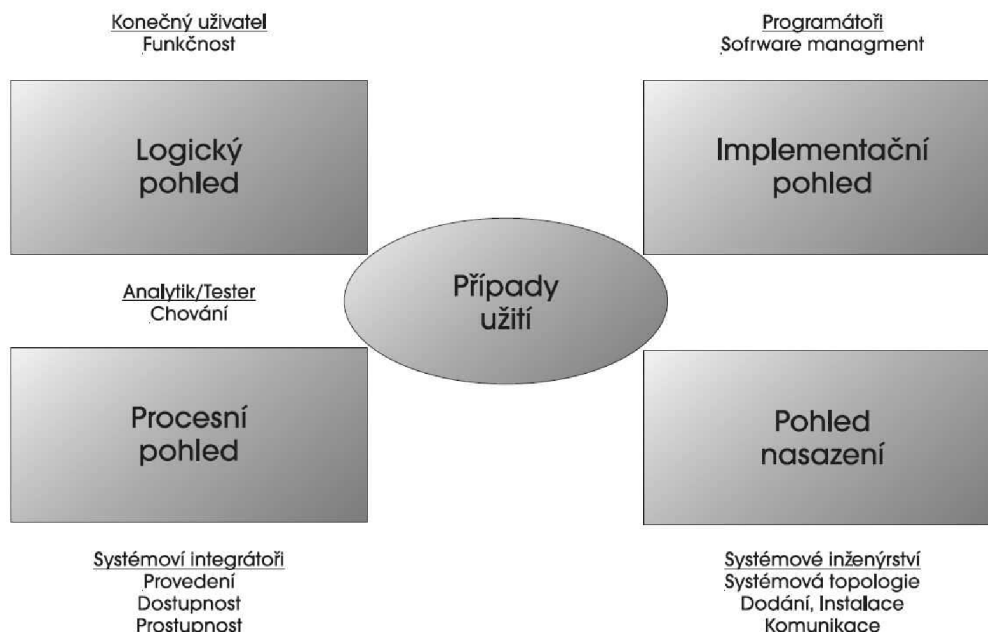 Konečný uživatel
Funkčnost
Programátoři
Sofrware managment
Logický
pohled
Implementační
pohled
Případy
užití
Analytik/Tester
Chování
Procesní
pohled
Pohled
nasazení
Systémoví integrátoři
Provedení
Dostupnost
Prostupnost
Systémové inženýrství
Systémová topologie
Dodání, Instalace
Komunikace